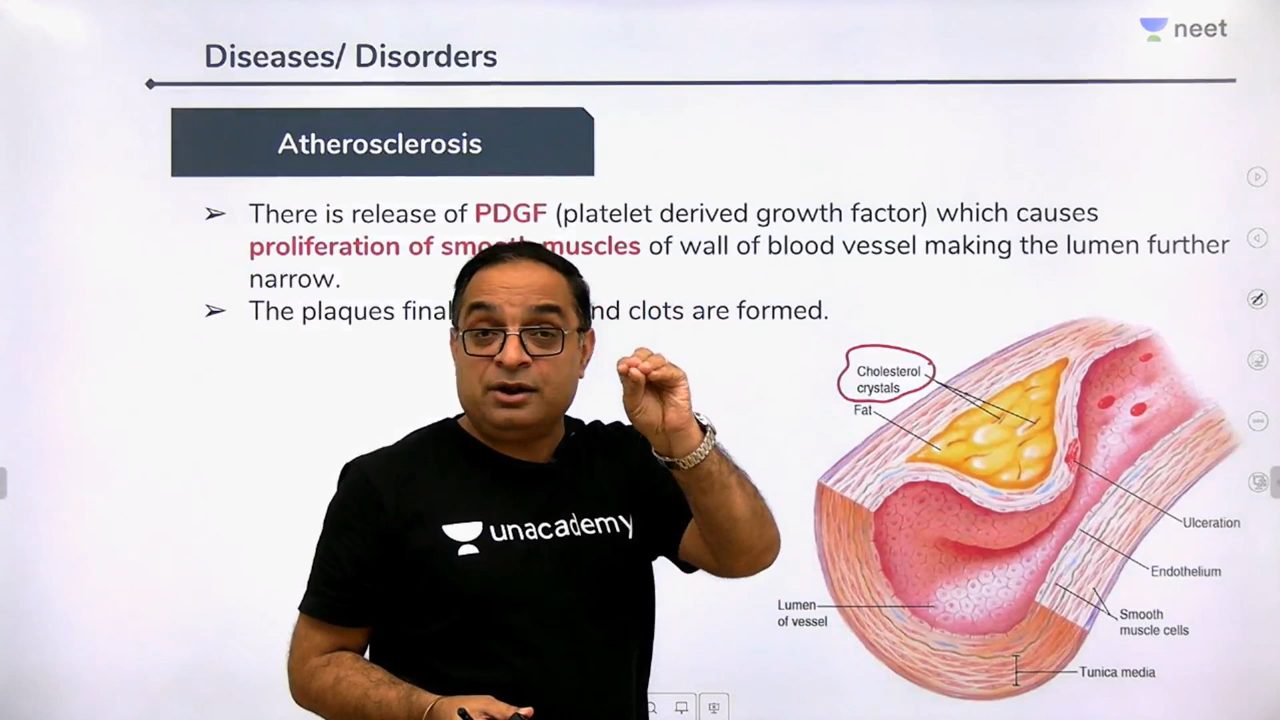 neet
Diseases/ Disorders
Atherosclerosis
➢ There is release of PDGF (platelet derived growth factor) which causes
proliferation of smooth muscles of wall of blood vessel making the lumen further
narrow.
➢ The plaques nd clots are formed.
Cholesterol
crystals
Fat
Ulceration
Endothelium
Lumen
of vessel
Smooth
muscle cells
Tunica media
unacademy